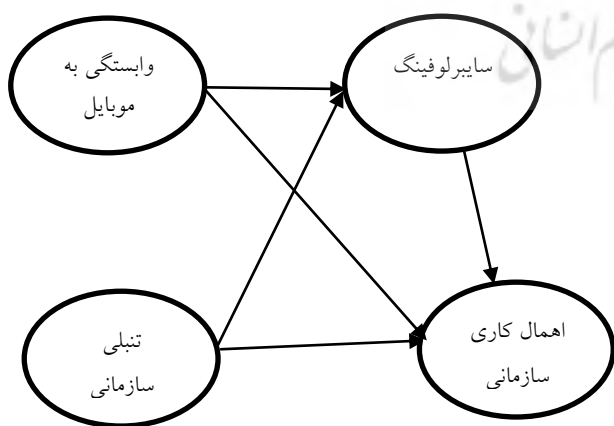 وابستگی به
موبایل
سایبرلوفینگ
تنبلی
سازمانی
اهمال کاری
سازمانی